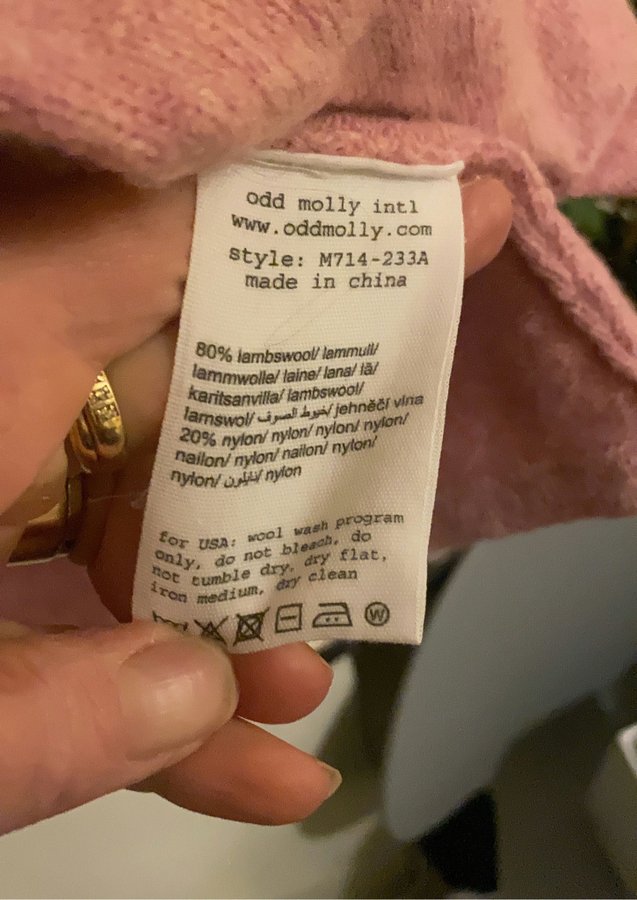 odd molly intl
www.oddmolly.com
style: M714-233A
made in china
80% lambswool/ lammull/
lammwolle/ laine/ lana/ lã/
karitsanvilla/ lambswool/
lamswol/ خيوط الصوف/ jehněčí vlna
20% nylon/ nylon/ nylon/ nylon/
nailon/ nylon/ nailon/ nylon/
nylon/ نايلون/ nylon
for USA: wool wash program
only, do not bleach, do
not tumble dry, dry flat,
iron medium, dry clean
W